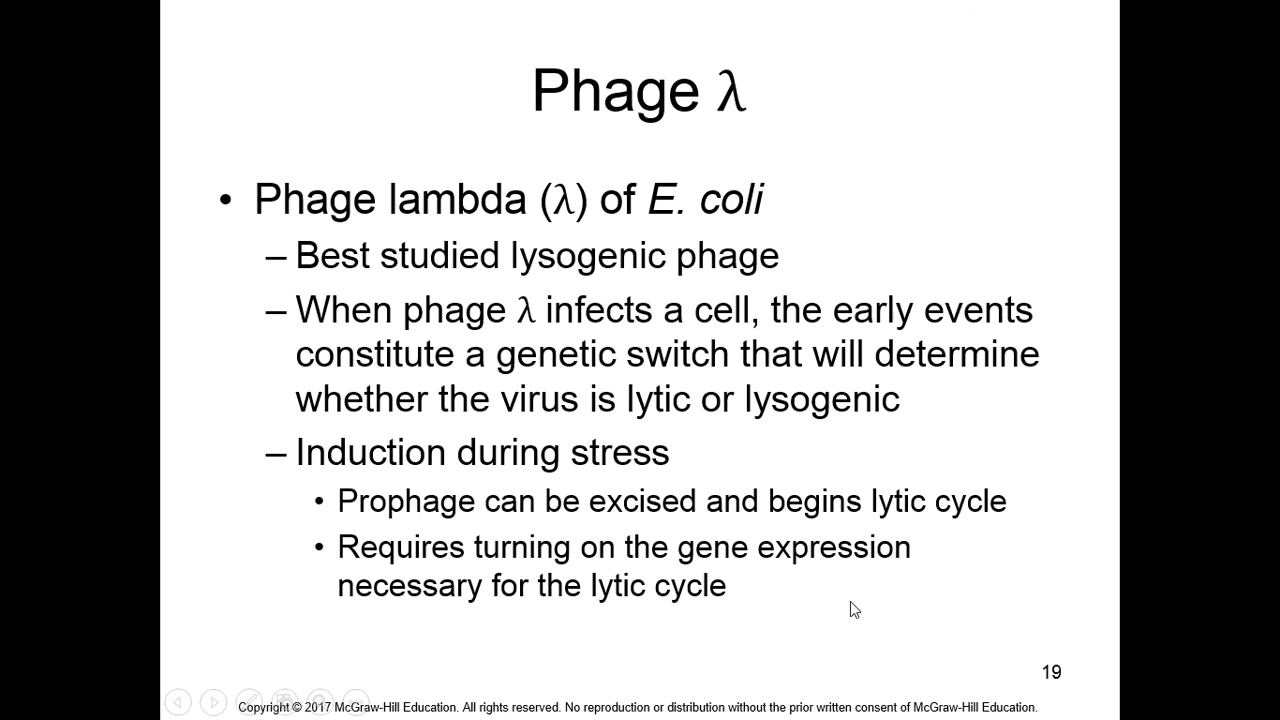 Phage λ
• Phage lambda (λ) of E. coli
– Best studied lysogenic phage
– When phage λ infects a cell, the early events
constitute a genetic switch that will determine
whether the virus is lytic or lysogenic
– Induction during stress
• Prophage can be excised and begins lytic cycle
• Requires turning on the gene expression
necessary for the lytic cycle
19
Copyright © 2017 McGraw-Hill Education. All rights reserved. No reproduction or distribution without the prior written consent of McGraw-Hill Education.